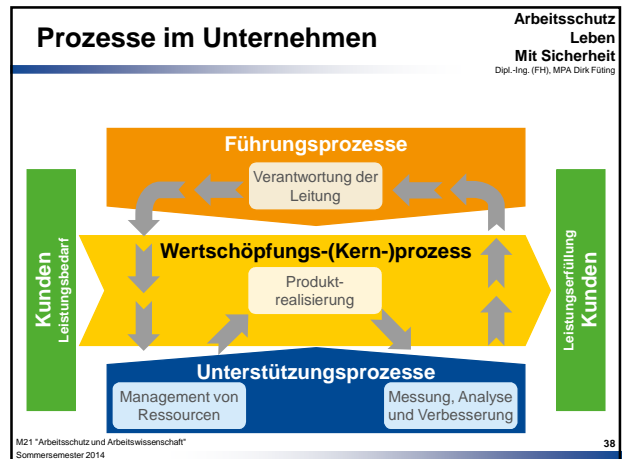 Prozesse im Unternehmen
Arbeitsschutz
Leben
Mit Sicherheit
Dipl.-Ing. (FH), MPA Dirk Füting
Führungsprozesse
Verantwortung der
Leitung
Kunden
Leistungsbedarf
Wertschöpfungs-(Kern-)prozess
Produkt-
realisierung
Leistungserfüllung
Kunden
Unterstützungsprozesse
Management von
Ressourcen
Messung, Analyse
und Verbesserung
M21 "Arbeitsschutz und Arbeitswissenschaft"
Sommersemester 2014
38